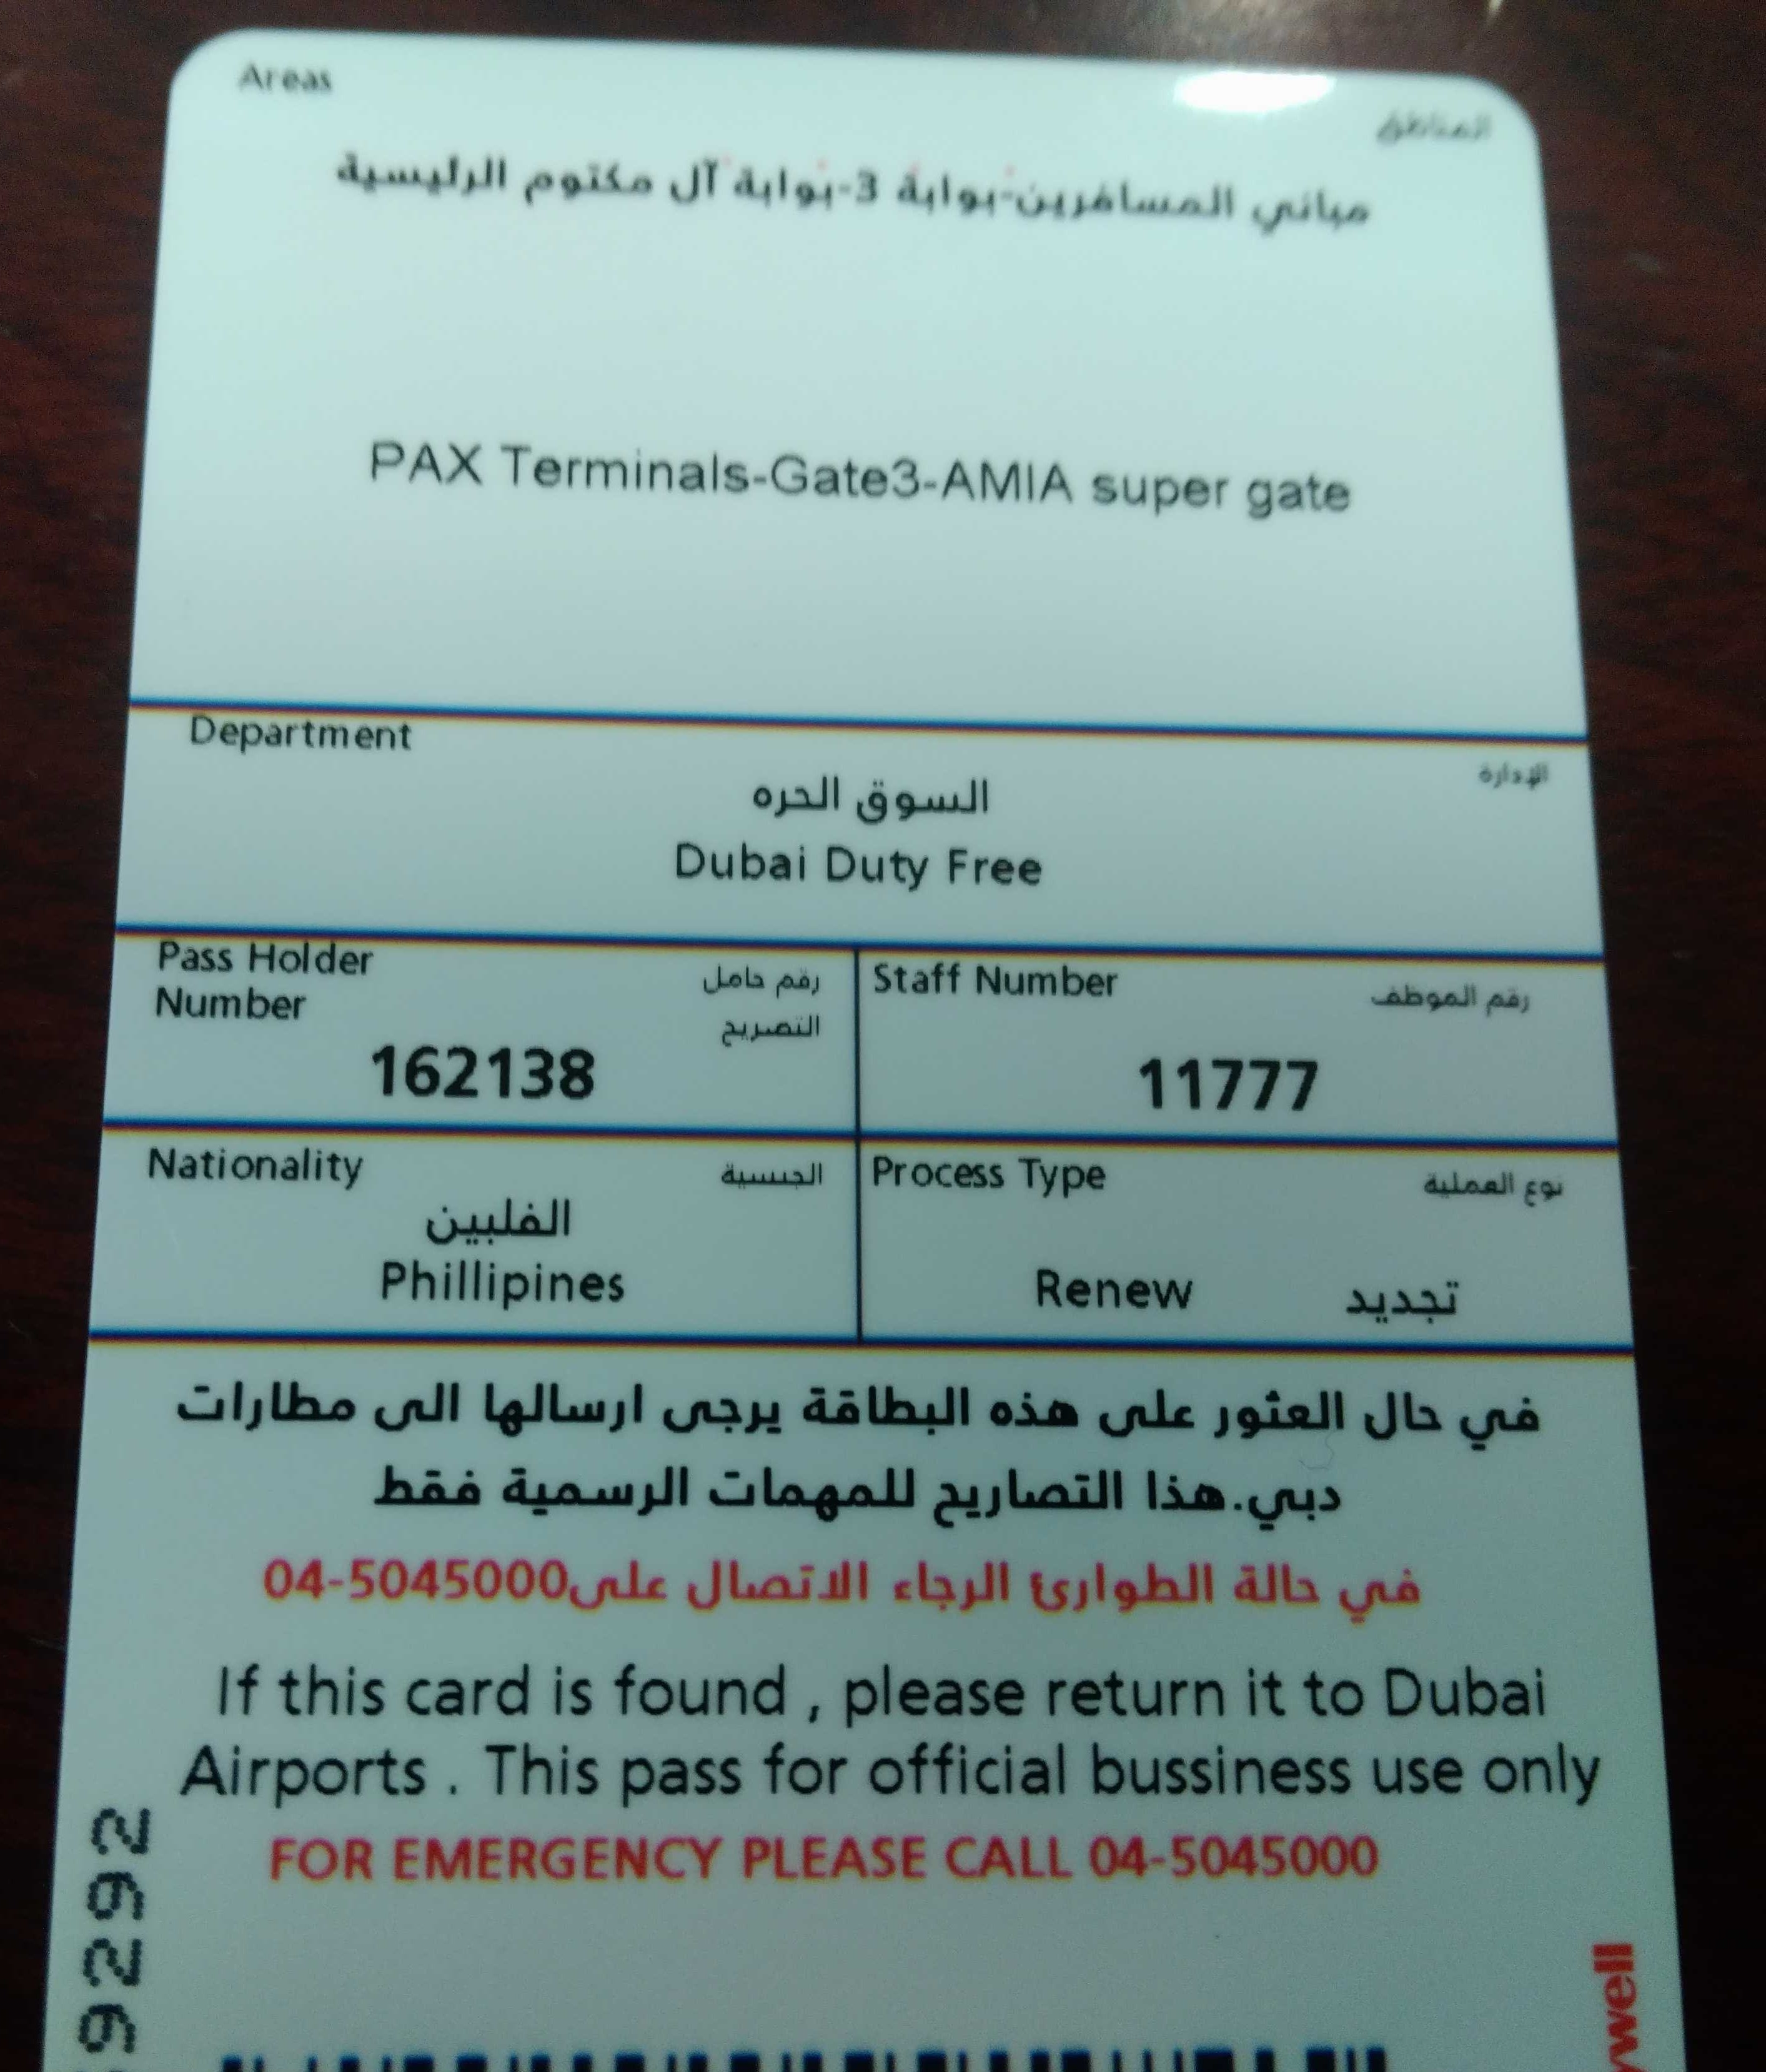 Areas
المناطق
مباني المسافرين-بوابة 3-بوابة آل مكتوم الرئيسية
PAX Terminals-Gate3-AMIA super gate
Department
الإدارة
السوق الحره
Dubai Duty Free
Pass Holder
Number
رقم حامل
التصريح
162138
Staff Number
رقم الموظف
11777
Nationality
الجنسية
الفلبين
Phillipines
Process Type
نوع العملية
Renew تجديد
في حال العثور على هذه البطاقة يرجى ارسالها الى مطارات
دبي.هذا التصاريح للمهمات الرسمية فقط
في حالة الطوارئ الرجاء الاتصال على04-5045000
If this card is found , please return it to Dubai
Airports . This pass for official bussiness use only
FOR EMERGENCY PLEASE CALL 04-5045000
9292
ywell